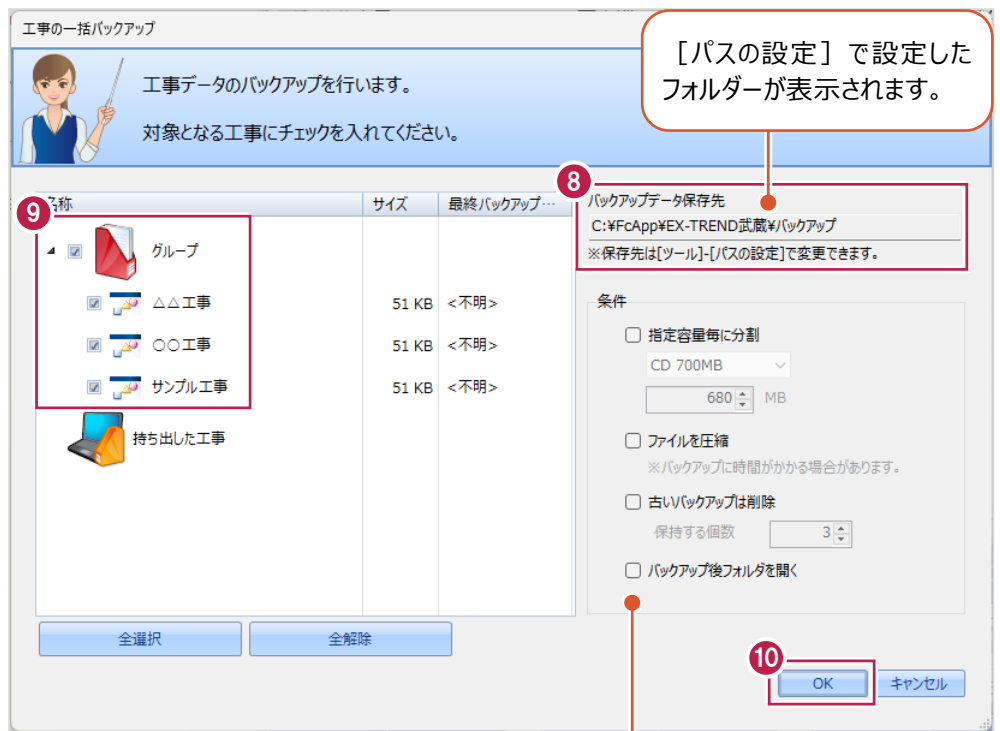 工事の一括バックアップ
［パスの設定］で設定した
フォルダーが表示されます。
工事データのバックアップを行います。
対象となる工事にチェックを入れてください。
8
バックアップデータ保存先
C:¥FcApp¥EX-TREND武蔵¥バックアップ
※保存先は[ツール]-[パスの設定]で変更できます。
9
名称 サイズ 最終バックアップ…
グループ
△△工事 51 KB <不明>
○○工事 51 KB <不明>
サンプル工事 51 KB <不明>
持ち出した工事
条件
指定容量毎に分割
CD 700MB
680 MB
ファイルを圧縮
※バックアップに時間がかかる場合があります。
古いバックアップは削除
保持する個数 3
バックアップ後フォルダを開く
全選択 全解除
10
OK キャンセル